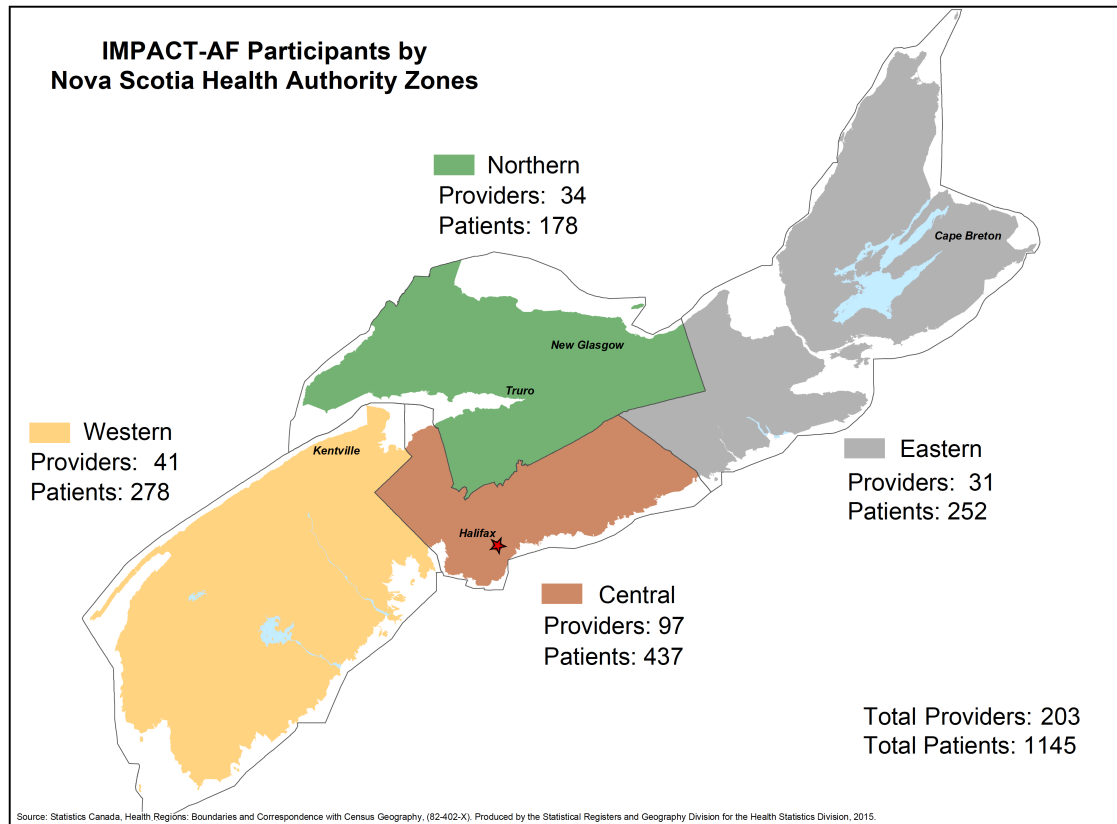 IMPACT-AF Participants by
Nova Scotia Health Authority Zones
Northern
Providers: 34
Patients: 178
Cape Breton
New Glasgow
Truro
Western
Providers: 41
Patients: 278
Kentville
Eastern
Providers: 31
Patients: 252
Halifax
Central
Providers: 97
Patients: 437
Total Providers: 203
Total Patients: 1145
Source: Statistics Canada, Health Regions: Boundaries and Correspondence with Census Geography, (82-402-X). Produced by the Statistical Registers and Geography Division for the Health Statistics Division, 2015.